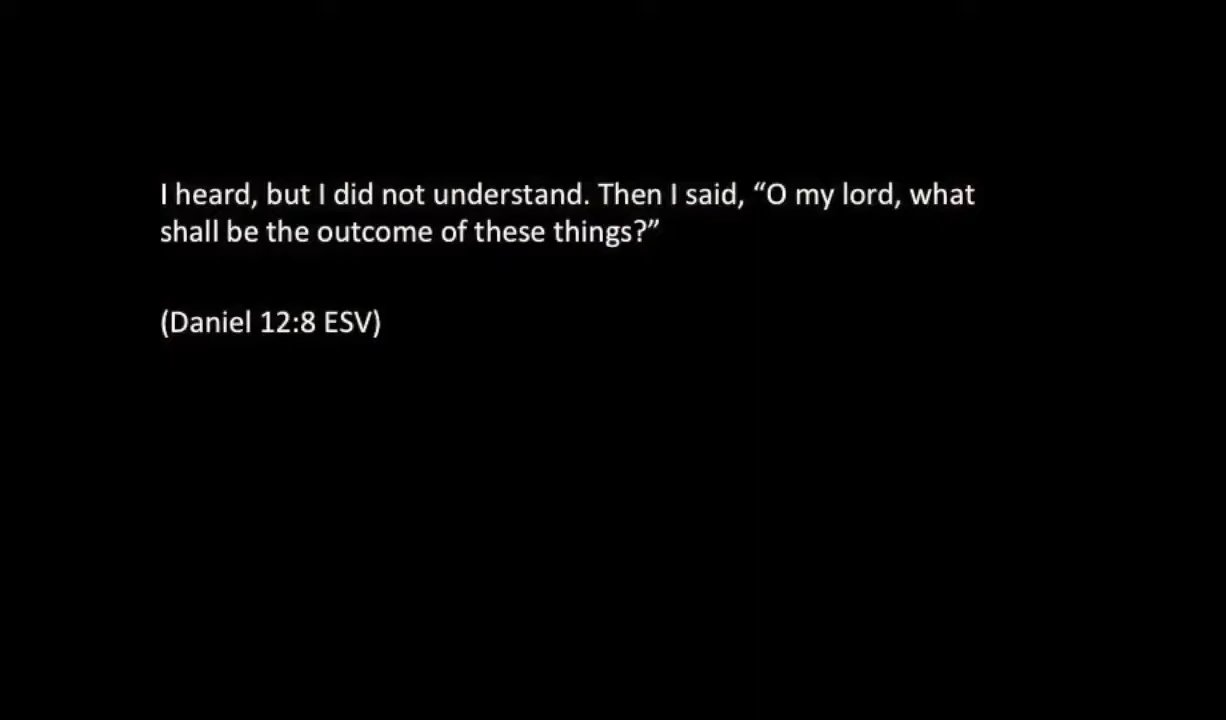 I heard, but I did not understand. Then I said, “O my lord, what
shall be the outcome of these things?”
(Daniel 12:8 ESV)